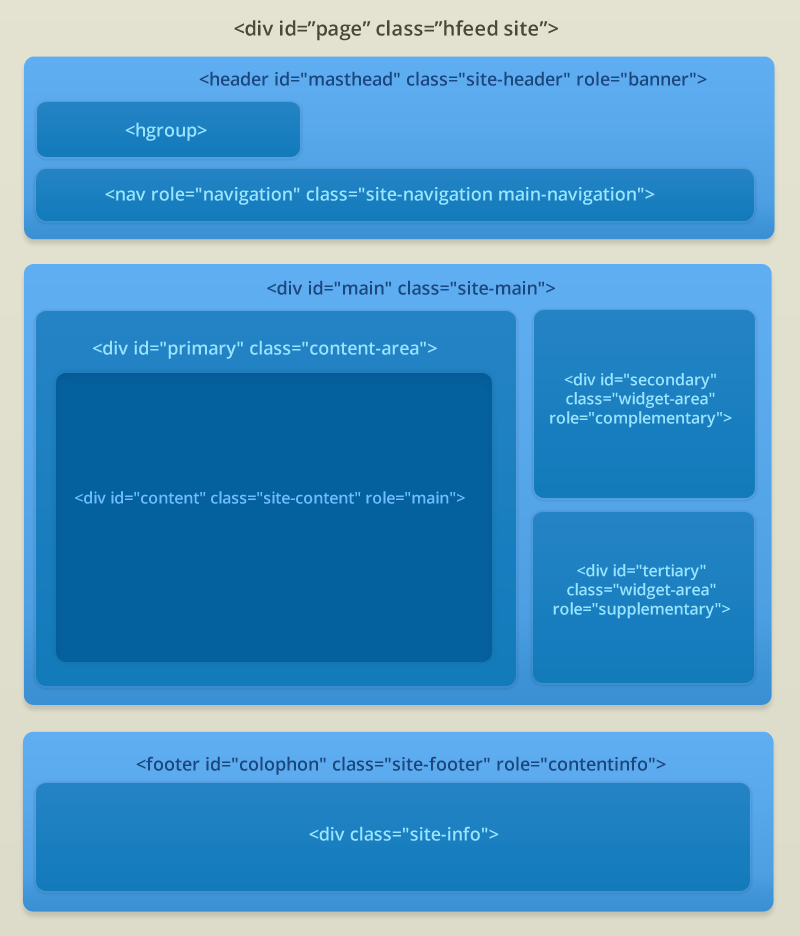 <div id=”page” class=”hfeed site”>
<header id="masthead" class="site-header" role="banner">
<hgroup>
<nav role="navigation" class="site-navigation main-navigation">
<div id="main" class="site-main">
<div id="primary" class="content-area">
<div id="content" class="site-content" role="main">
<div id="secondary"
class="widget-area"
role="complementary">
<div id="tertiary"
class="widget-area"
role="supplementary">
<footer id="colophon" class="site-footer" role="contentinfo">
<div class="site-info">